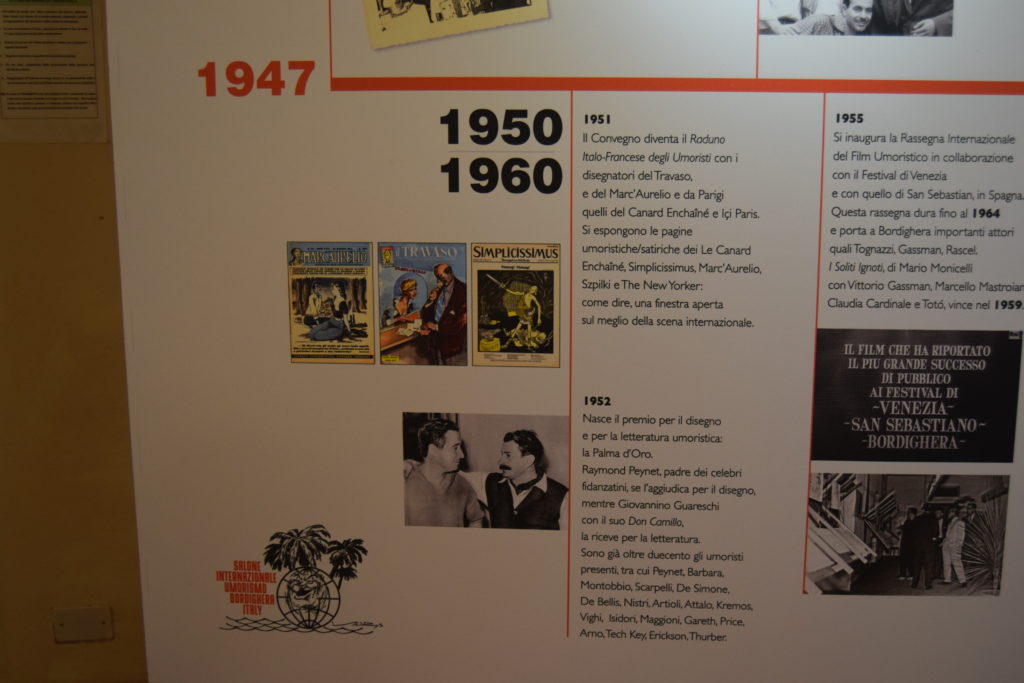 1947
1950
1960
1951
Il Convegno diventa il Raduno
Italo-Francese degli Umoristi con i
disegnatori del Travaso,
e del Marc'Aurelio e da Parigi
quelli del Canard Enchaîné e Içi Paris.
Si espongono le pagine
umoristiche/satiriche dei Le Canard
Enchaîné, Simplicissimus, Marc'Aurelio,
Szpilki e The New Yorker:
come dire, una finestra aperta
sul meglio della scena internazionale.
1952
Nasce il premio per il disegno
e per la letteratura umoristica:
la Palma d'Oro.
Raymond Peynet, padre dei celebri
fidanzatini, se l'aggiudica per il disegno,
mentre Giovannino Guareschi
con il suo Don Camillo,
la riceve per la letteratura.
Sono già oltre duecento gli umoristi
presenti, tra cui Peynet, Barbara,
Montobbio, Scarpelli, De Simone,
De Bellis, Nistri, Artioli, Attalo, Kremos,
Vighi, Isidori, Maggioni, Gareth, Price,
Arno, Tech Key, Erickson, Thurber.
1955
Si inaugura la Rassegna Internazionale
del Film Umoristico in collaborazione
con il Festival di Venezia
e con quello di San Sebastian, in Spagna.
Questa rassegna dura fino al 1964
e porta a Bordighera importanti attori
quali Tognazzi, Gassman, Rascel.
I Soliti Ignoti, di Mario Monicelli
con Vittorio Gassman, Marcello Mastroian
Claudia Cardinale e Totó, vince nel 1959
MARC'AURELIO
IL TRAVASO
SIMPLICISSIMUS
IL FILM CHE HA RIPORTATO
IL PIU GRANDE SUCCESSO
DI PUBBLICO
AI FESTIVAL DI
-VENEZIA-
-SAN SEBASTIANO-
-BORDIGHERA-
SALONE
INTERNAZIONALE
UMORISMO
BORDIGHERA
ITALY